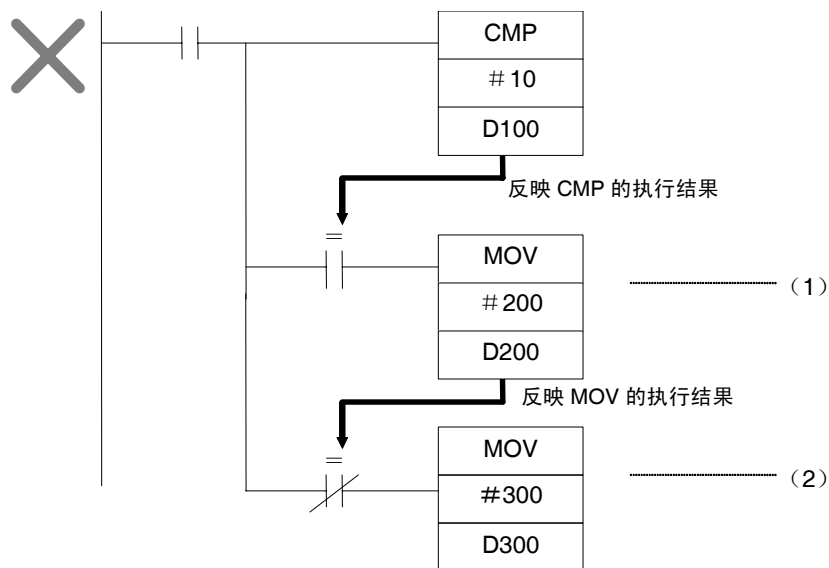 CMP
#10
D100
反映 CMP 的执行结果
=
MOV
#200
(1)
D200
反映 MOV 的执行结果
=
MOV
(2)
#300
D300